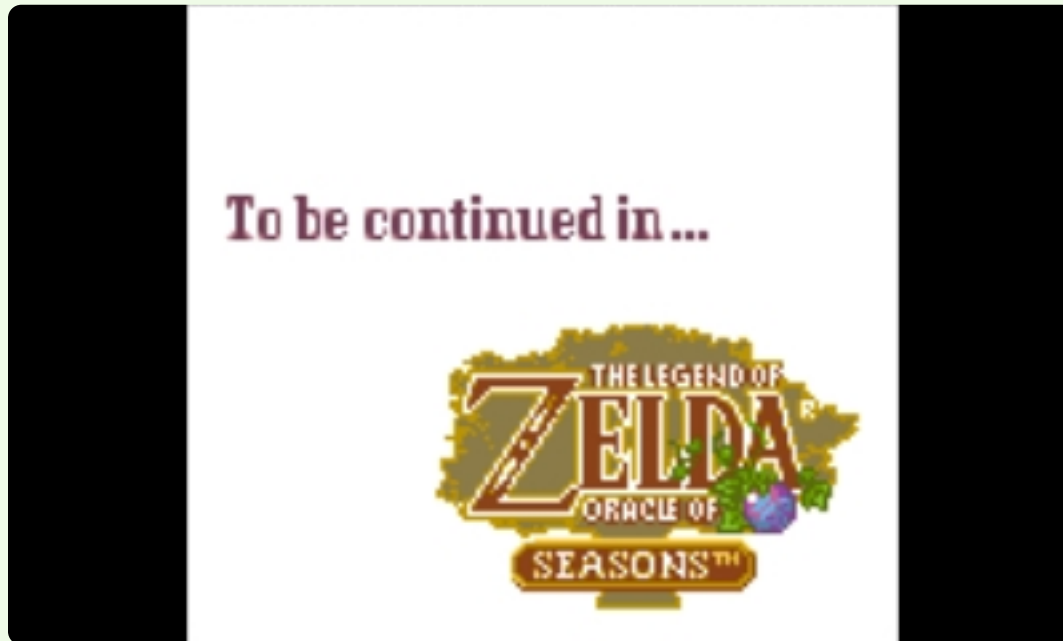 To be continued in...
THE LEGEND OF
ZELDA®
ORACLE OF
SEASONS™